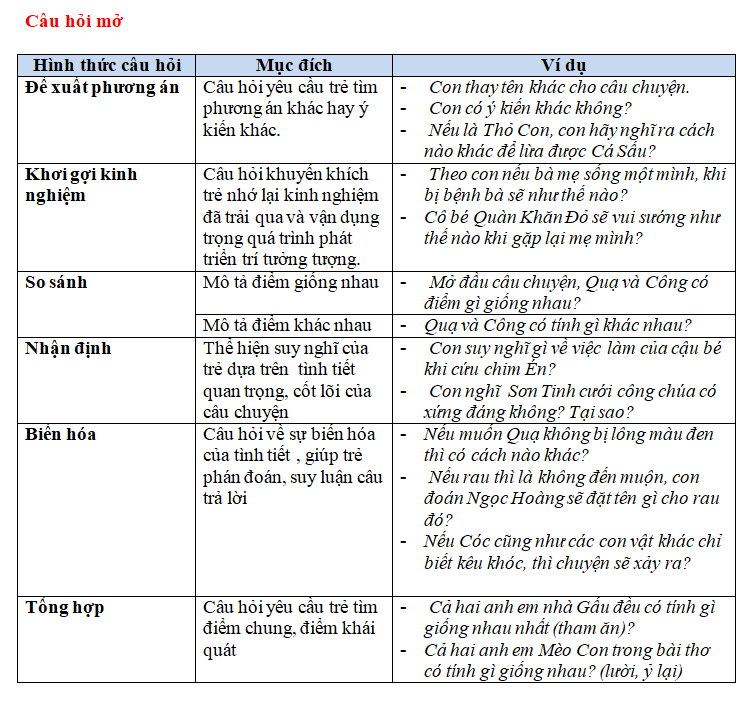 Câu hỏi mở
Hình thức câu hỏi Mục đích Ví dụ
Đề xuất phương án
Câu hỏi yêu cầu trẻ tìm
phương án khác hay ý
kiến khác.
- Con thay tên khác cho câu chuyện.
- Con có ý kiến khác không?
- Nếu là Thỏ Con, con hãy nghĩ ra cách
nào khác để lừa được Cá Sấu?
Khơi gợi kinh
nghiệm
Câu hỏi khuyến khích
trẻ nhớ lại kinh nghiệm
đã trải qua và vận dụng
trọng quá trình phát
triển trí tưởng tượng.
- Theo con nếu bà mẹ sống một mình, khi
bị bệnh bà sẽ như thế nào?
- Cô bé Quàn Khăn Đỏ sẽ vui sướng như
thế nào khi gặp lại mẹ mình?
So sánh
Mô tả điểm giống nhau
- Mở đầu câu chuyện, Quạ và Công có
điểm gì giống nhau?
Mô tả điểm khác nhau
- Quạ và Công có tính gì khác nhau?
Nhận định
Thể hiện suy nghĩ của
trẻ dựa trên tình tiết
quan trọng, cốt lõi của
câu chuyện
- Con suy nghĩ gì về việc làm của cậu bé
khi cứu chim Én?
- Con nghĩ Sơn Tinh cưới công chúa có
xứng đáng không? Tại sao?
Biến hóa
Câu hỏi về sự biến hóa
của tình tiết , giúp trẻ
phán đoán, suy luận câu
trả lời
- Nếu muốn Quạ không bị lông màu đen
thì có cách nào khác?
- Nếu rau thì là không đến muộn, con
đoán Ngọc Hoàng sẽ đặt tên gì cho rau
đó?
- Nếu Cóc cũng như các con vật khác chỉ
biết kêu khóc, thì chuyện sẽ xảy ra?
Tổng hợp
Câu hỏi yêu cầu trẻ tìm
điểm chung, điểm khái
quát
- Cả hai anh em nhà Gấu đều có tính gì
giống nhau nhất (tham ăn)?
- Cả hai anh em Mèo Con trong bài thơ
có tính gì giống nhau? (lười, ỷ lại)